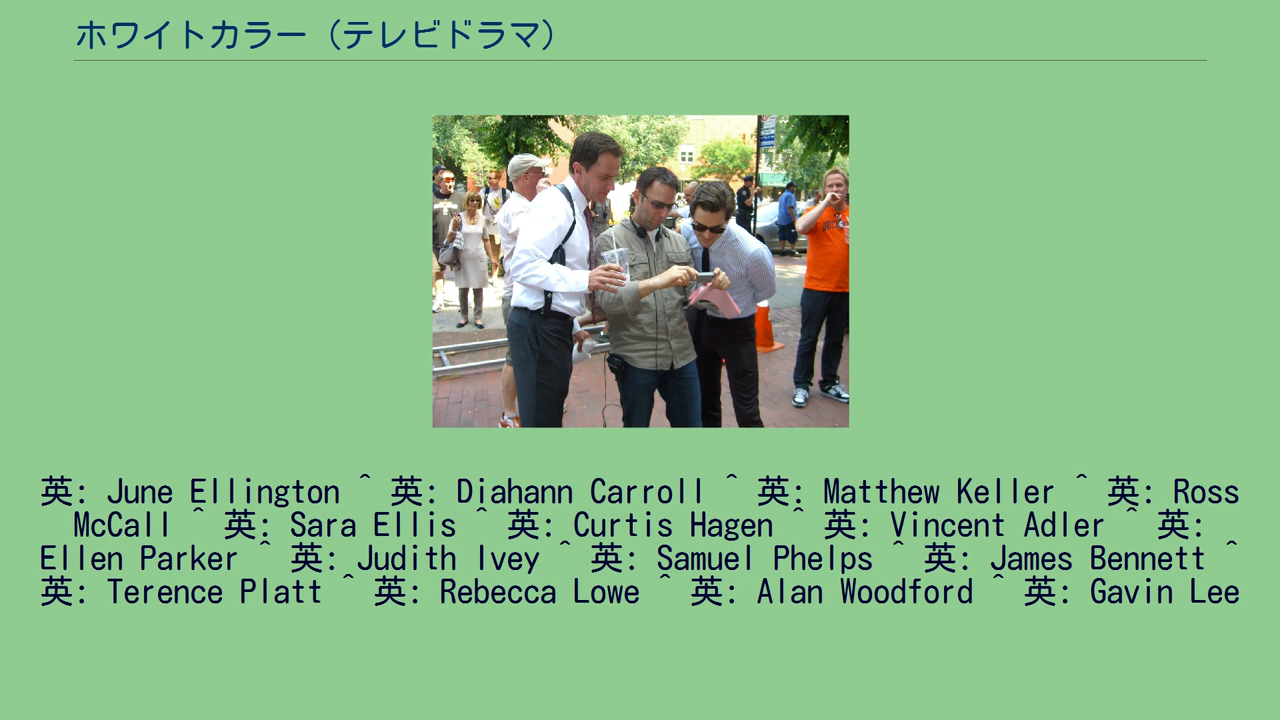 ホワイトカラー（テレビドラマ）
英: June Ellington ^ 英: Diahann Carroll ^ 英: Matthew Keller ^ 英: Ross
McCall ^ 英: Sara Ellis ^ 英: Curtis Hagen ^ 英: Vincent Adler ^ 英:
Ellen Parker ^ 英: Judith Ivey ^ 英: Samuel Phelps ^ 英: James Bennett ^
英: Terence Platt ^ 英: Rebecca Lowe ^ 英: Alan Woodford ^ 英: Gavin Lee